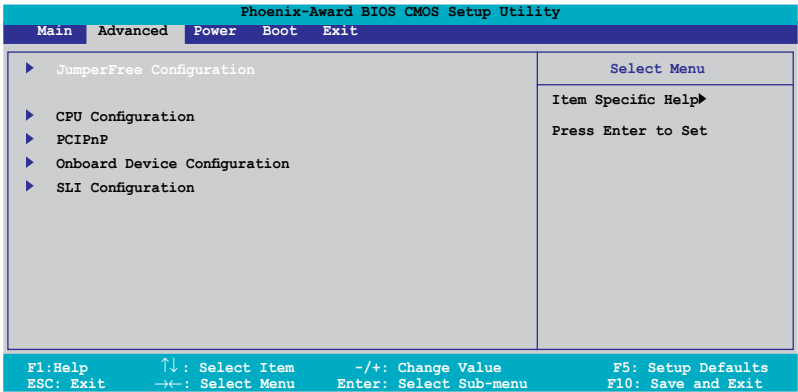 Phoenix-Award BIOS CMOS Setup Utility
Main Advanced Power Boot Exit
JumperFree Configuration
CPU Configuration
PCIPnP
Onboard Device Configuration
SLI Configuration
Select Menu
Item Specific Help▶
Press Enter to Set
F1:Help ↑↓: Select Item -/+: Change Value F5: Setup Defaults
ESC: Exit →←: Select Menu Enter: Select Sub-menu F10: Save and Exit